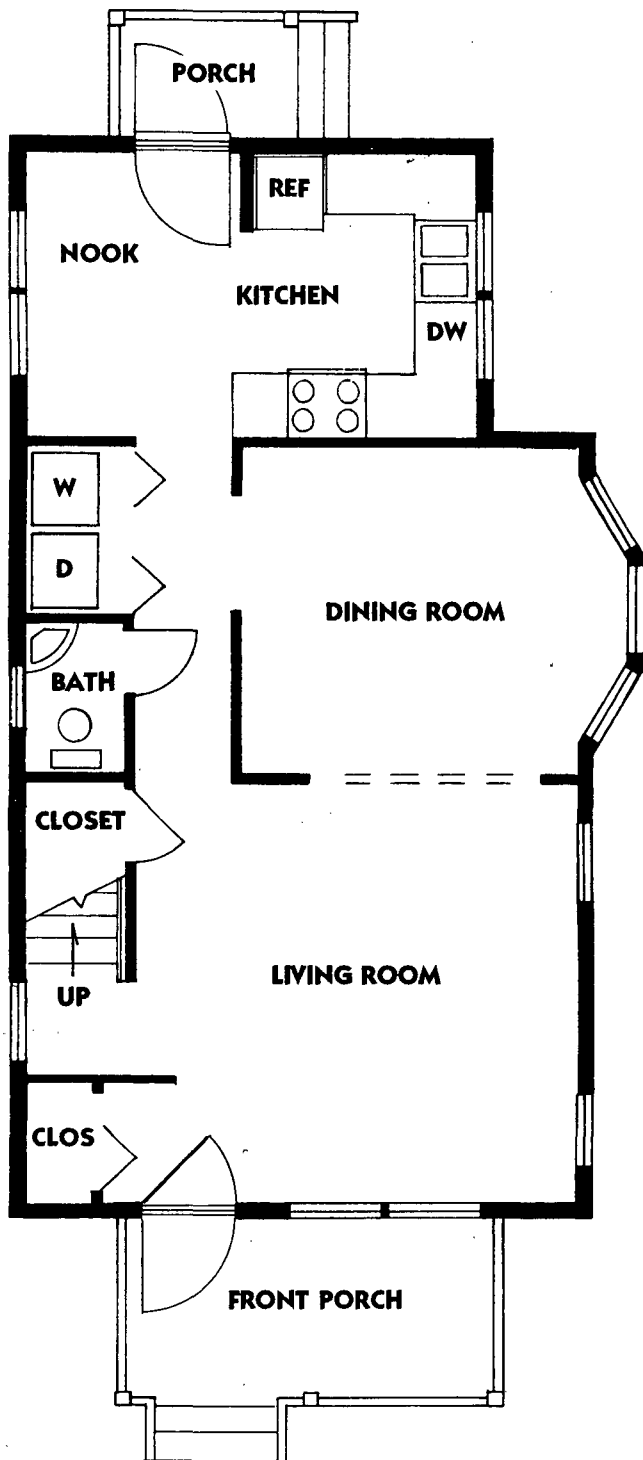 PORCH
REF
NOOK
KITCHEN
DW
W
D
DINING ROOM
BATH
CLOSET
LIVING ROOM
UP
CLOS
FRONT PORCH